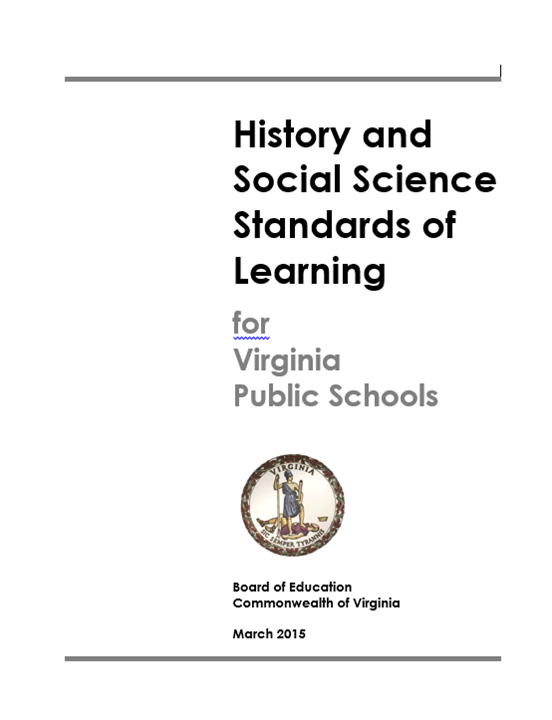 History and
Social Science
Standards of
Learning
for
Virginia
Public Schools
VIRGINIA
SIC SEMPER TYRANNIS
Board of Education
Commonwealth of Virginia
March 2015